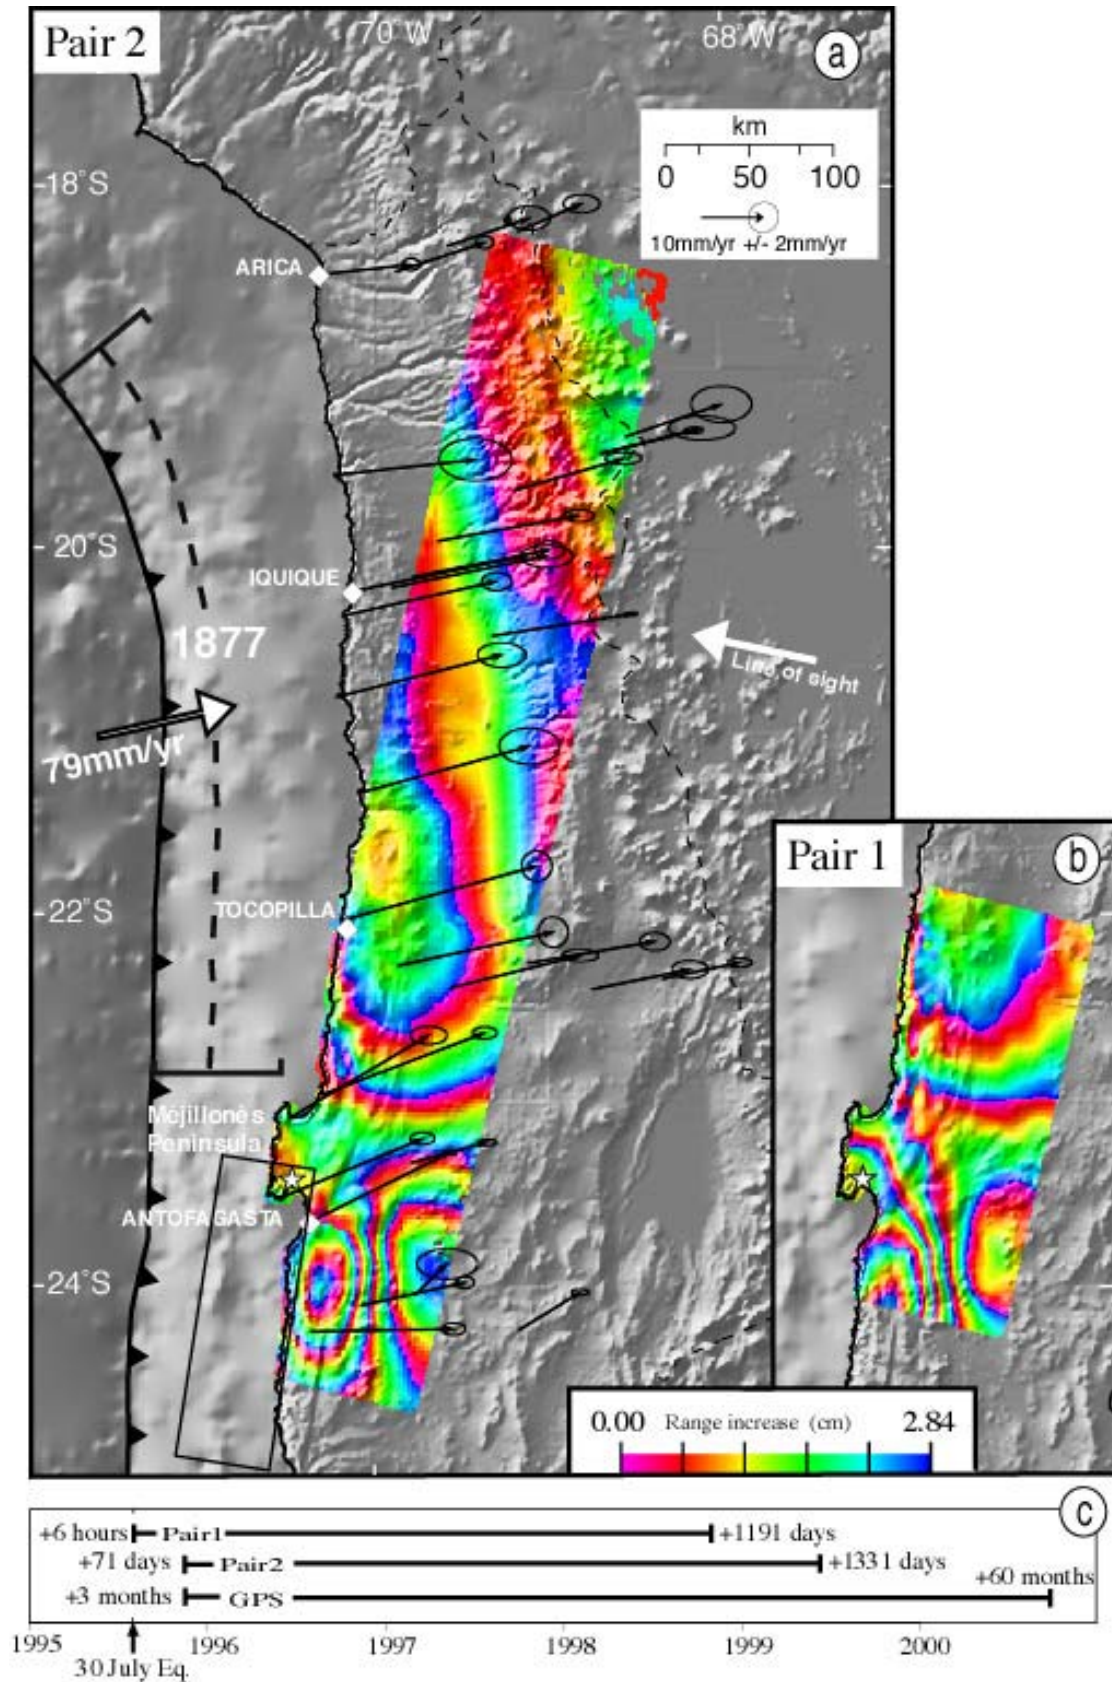 Pair 2
70°W
68°W
a
km
0 50 100
10mm/yr +/- 2mm/yr
18°S
ARICA
20°S
IQUIQUE
1877
Line of sight
79mm/yr
Pair 1
b
22°S
TOCOPILLA
Mejillones
Peninsula
ANTOFAGASTA
24°S
0.00 Range increase (cm) 2.84
c
+6 hours Pair1 +1191 days
+71 days Pair2 +1331 days
+3 months GPS +60 months
1995 1996 1997 1998 1999 2000
30 July Eq.